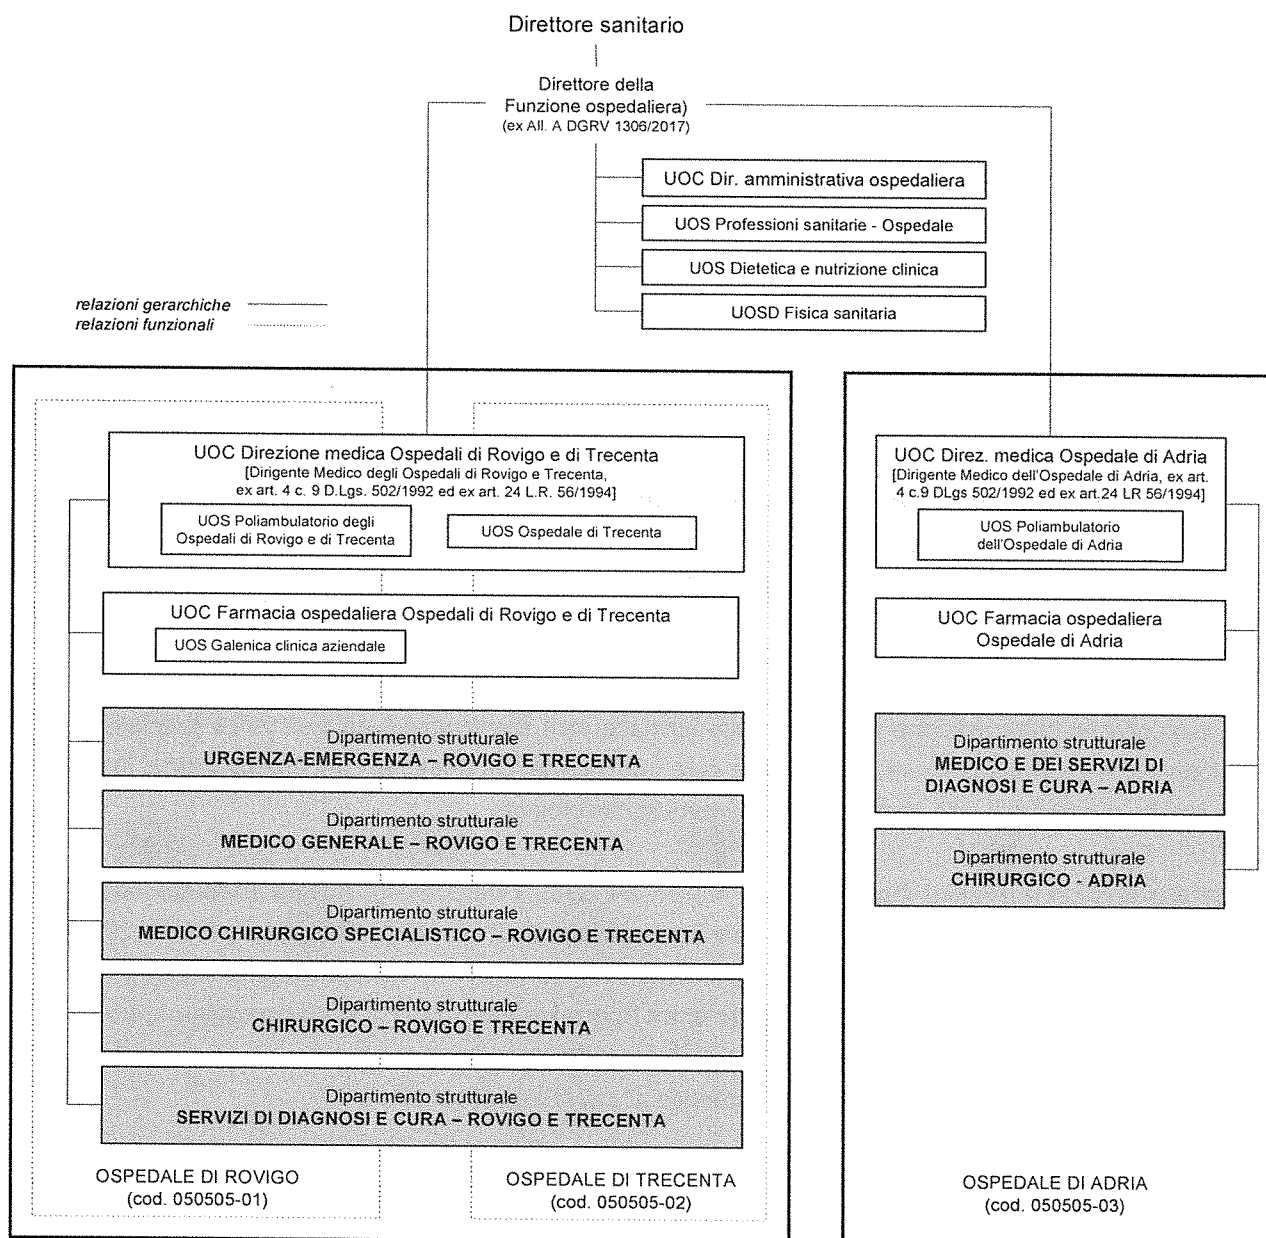 Direttore sanitario
Direttore della
Funzione ospedaliera)
(ex All. A DGRV 1306/2017)
UOC Dir. amministrativa ospedaliera
UOS Professioni sanitarie - Ospedale
UOS Dietetica e nutrizione clinica
UOSD Fisica sanitaria
relazioni gerarchiche
relazioni funzionali
UOC Direzione medica Ospedali di Rovigo e di Trecenta
[Dirigente Medico degli Ospedali di Rovigo e Trecenta,
ex art. 4 c. 9 D.Lgs. 502/1992 ed ex art. 24 L.R. 56/1994]
UOS Poliambulatorio degli
Ospedali di Rovigo e di Trecenta
UOS Ospedale di Trecenta
UOC Farmacia ospedaliera Ospedali di Rovigo e di Trecenta
UOS Galenica clinica aziendale
Dipartimento strutturale
URGENZA-EMERGENZA – ROVIGO E TRECENTA
Dipartimento strutturale
MEDICO GENERALE – ROVIGO E TRECENTA
Dipartimento strutturale
MEDICO CHIRURGICO SPECIALISTICO – ROVIGO E TRECENTA
Dipartimento strutturale
CHIRURGICO – ROVIGO E TRECENTA
Dipartimento strutturale
SERVIZI DI DIAGNOSI E CURA – ROVIGO E TRECENTA
OSPEDALE DI ROVIGO
(cod. 050505-01)
OSPEDALE DI TRECENTA
(cod. 050505-02)
UOC Direz. medica Ospedale di Adria
[Dirigente Medico dell'Ospedale di Adria, ex art.
4 c.9 DLgs 502/1992 ed ex art.24 LR 56/1994]
UOS Poliambulatorio
dell'Ospedale di Adria
UOC Farmacia ospedaliera
Ospedale di Adria
Dipartimento strutturale
MEDICO E DEI SERVIZI DI
DIAGNOSI E CURA – ADRIA
Dipartimento strutturale
CHIRURGICO - ADRIA
OSPEDALE DI ADRIA
(cod. 050505-03)